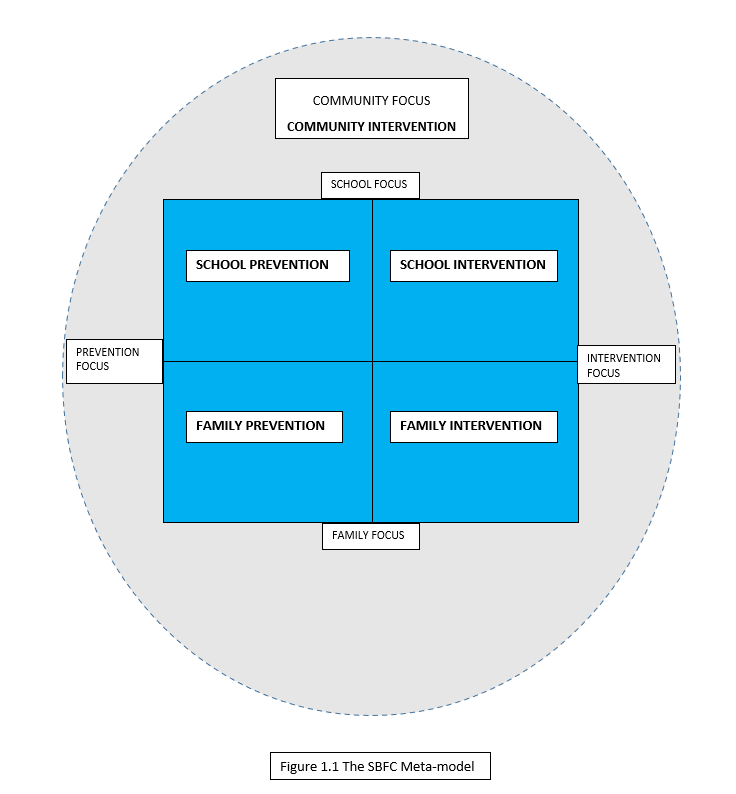 COMMUNITY FOCUS
COMMUNITY INTERVENTION
SCHOOL FOCUS
SCHOOL PREVENTION
SCHOOL INTERVENTION
PREVENTION
FOCUS
INTERVENTION
FOCUS
FAMILY PREVENTION
FAMILY INTERVENTION
FAMILY FOCUS
Figure 1.1 The SBFC Meta-model